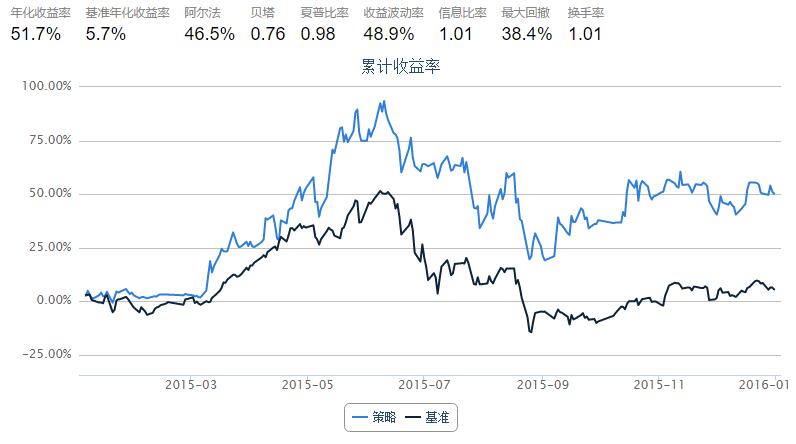 年化收益率 基准年化收益率 阿尔法 贝塔 夏普比率 收益波动率 信息比率 最大回撤 换手率
51.7% 5.7% 46.5% 0.76 0.98 48.9% 1.01 38.4% 1.01
累计收益率
100.00%
75.00%
50.00%
25.00%
0.00%
-25.00%
2015-03 2015-05 2015-07 2015-09 2015-11 2016-01
策略 基准